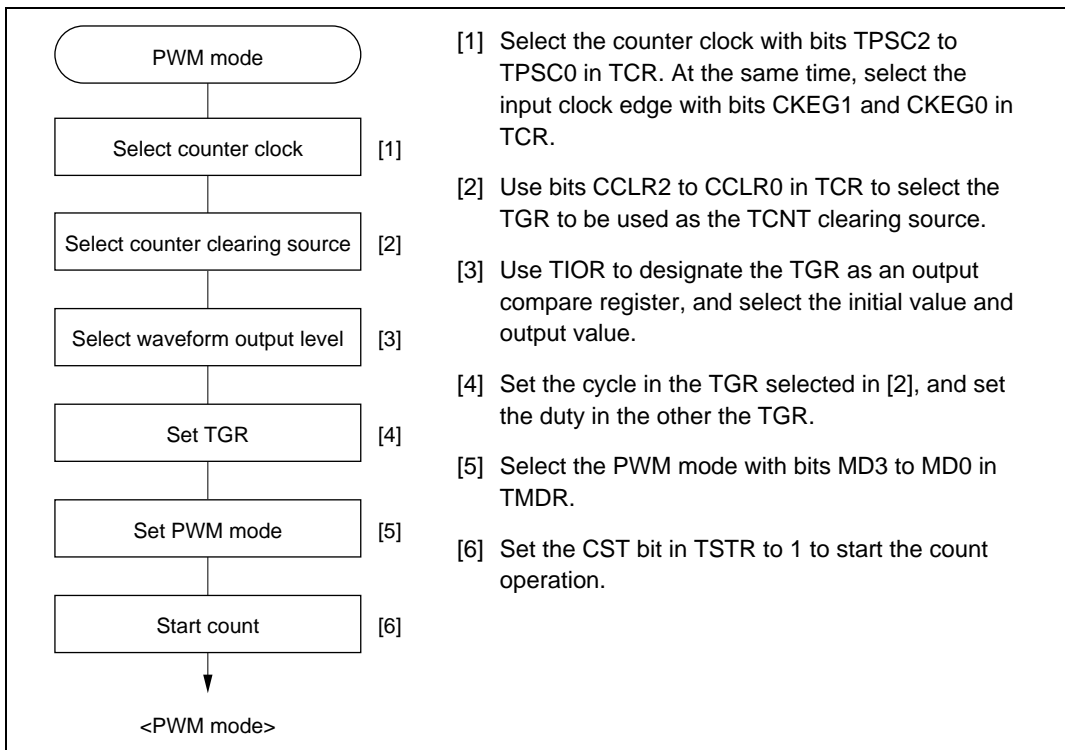 PWM mode
Select counter clock [1]
Select counter clearing source [2]
Select waveform output level [3]
Set TGR [4]
Set PWM mode [5]
Start count [6]
<PWM mode>
[1] Select the counter clock with bits TPSC2 to
TPSC0 in TCR. At the same time, select the
input clock edge with bits CKEG1 and CKEG0 in
TCR.
[2] Use bits CCLR2 to CCLR0 in TCR to select the
TGR to be used as the TCNT clearing source.
[3] Use TIOR to designate the TGR as an output
compare register, and select the initial value and
output value.
[4] Set the cycle in the TGR selected in [2], and set
the duty in the other the TGR.
[5] Select the PWM mode with bits MD3 to MD0 in
TMDR.
[6] Set the CST bit in TSTR to 1 to start the count
operation.